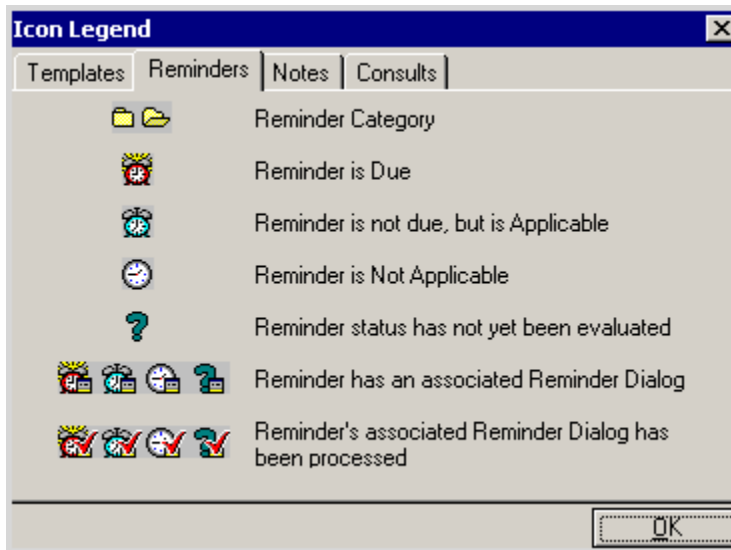 Icon Legend
Templates Reminders Notes Consults
Reminder Category
Reminder is Due
Reminder is not due, but is Applicable
Reminder is Not Applicable
Reminder status has not yet been evaluated
Reminder has an associated Reminder Dialog
Reminder's associated Reminder Dialog has
been processed
OK